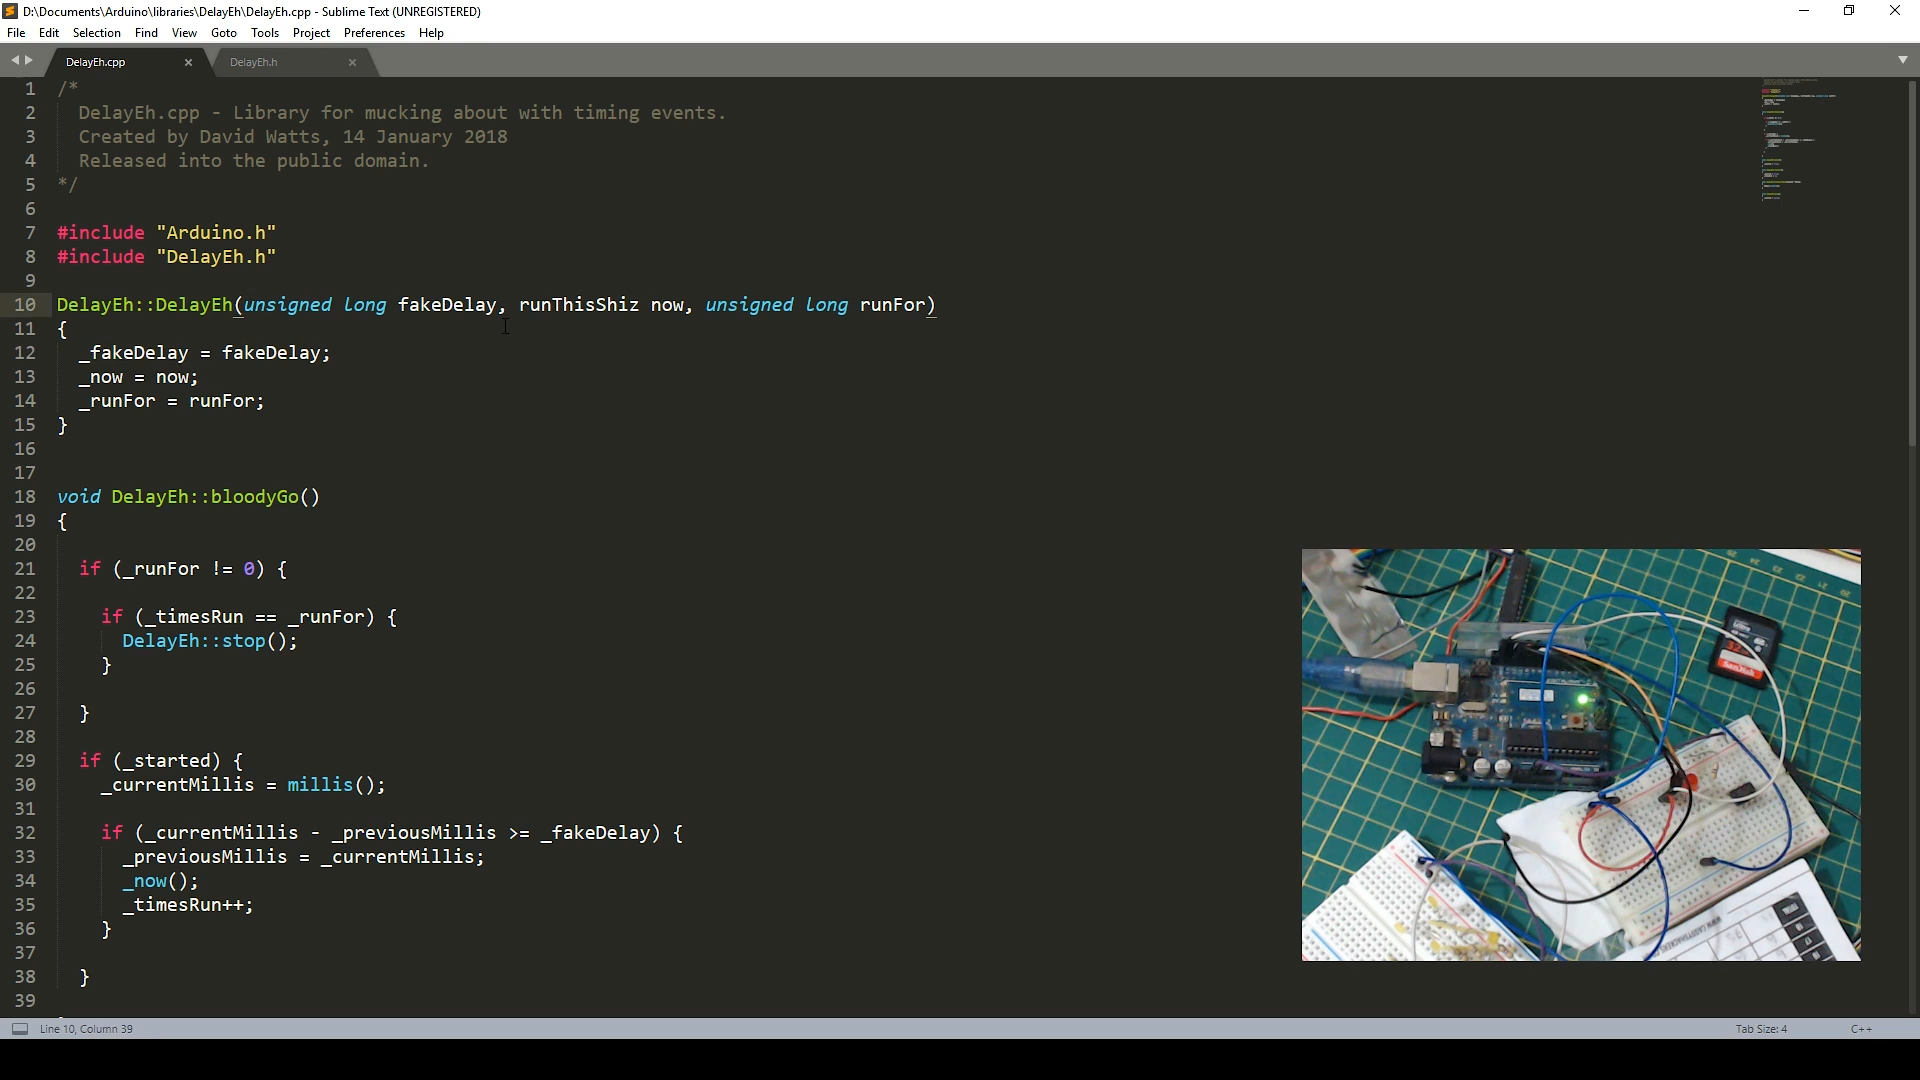 D:\Documents\Arduino\libraries\DelayEh\DelayEh.cpp - Sublime Text (UNREGISTERED)
File Edit Selection Find View Goto Tools Project Preferences Help
DelayEh.cpp DelayEh.h
1 /*
2 DelayEh.cpp - Library for mucking about with timing events.
3 Created by David Watts, 14 January 2018
4 Released into the public domain.
5 */
6
7 #include "Arduino.h"
8 #include "DelayEh.h"
9
10 DelayEh::DelayEh(unsigned long fakeDelay, runThisShiz now, unsigned long runFor)
11 {
12 _fakeDelay = fakeDelay;
13 _now = now;
14 _runFor = runFor;
15 }
16
17
18 void DelayEh::bloodyGo()
19 {
20
21 if (_runFor != 0) {
22
23 if (_timesRun == _runFor) {
24 DelayEh::stop();
25 }
26
27 }
28
29 if (_started) {
30 _currentMillis = millis();
31
32 if (_currentMillis - _previousMillis >= _fakeDelay) {
33 _previousMillis = _currentMillis;
34 _now();
35 _timesRun++;
36 }
37
38 }
39
SanDisk
Line 10, Column 39
Tab Size: 4
C++